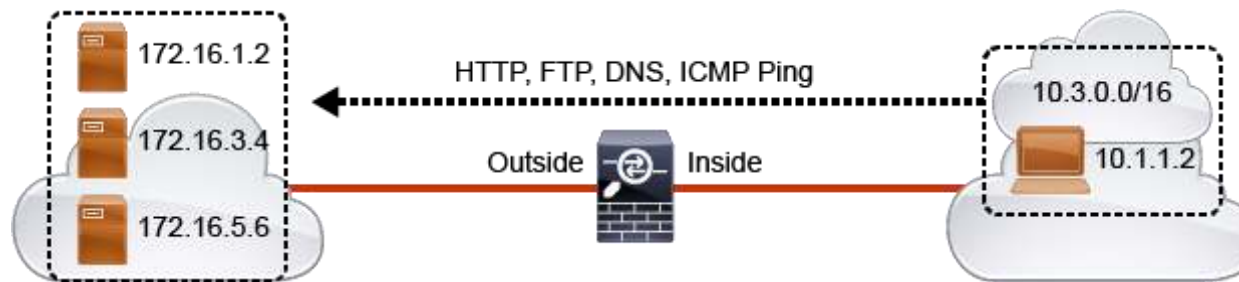 172.16.1.2
172.16.3.4
172.16.5.6
HTTP, FTP, DNS, ICMP Ping
Outside
Inside
10.3.0.0/16
10.1.1.2